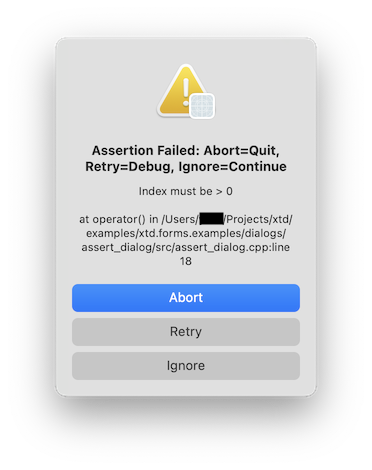 Assertion Failed: Abort=Quit,
Retry=Debug, Ignore=Continue
Index must be > 0
at operator() in /Users//Projects/xtd/
examples/xtd.forms.examples/dialogs/
assert_dialog/src/assert_dialog.cpp:line
18
Abort
Retry
Ignore